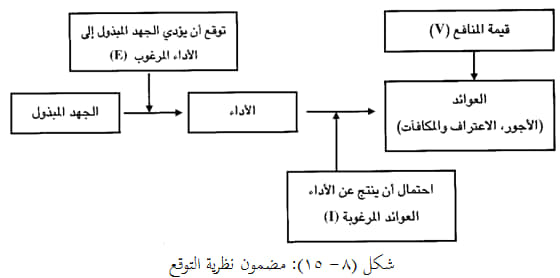 توقع أن يؤدي الجهد المبذول إلى
الأداء المرغوب (E)
قيمة المنافع (V)
الجهد المبذول
الأداء
العوائد
(الأجور، الاعتراف والمكافآت)
احتمال أن ينتج عن الأداء
العوائد المرغوبة (I)
شكل (٨- ١٥): مضمون نظرية التوقع